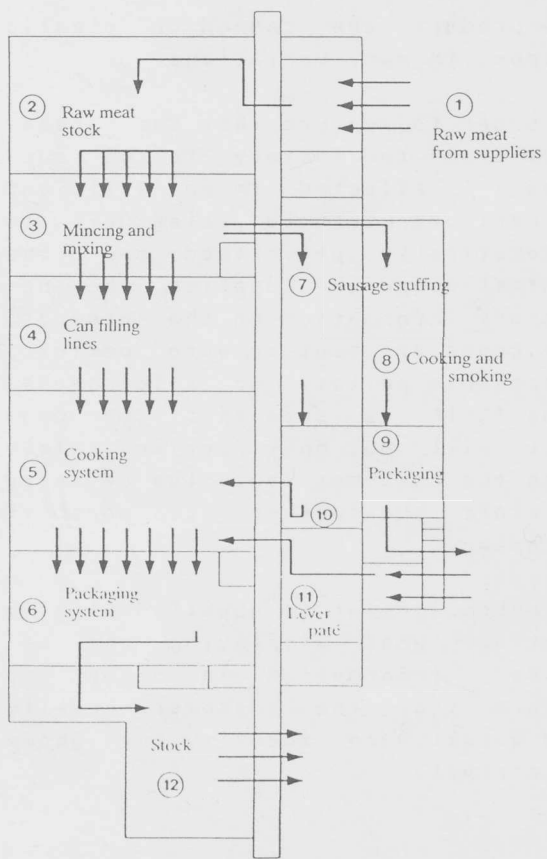 1
Raw meat
from suppliers
2
Raw meat
stock
3
Mincing and
mixing
7
Sausage stuffing
4
Can filling
lines
8
Cooking and
smoking
9
Packaging
5
Cooking
system
10
11
Lever
paté
6
Packaging
system
Stock
12